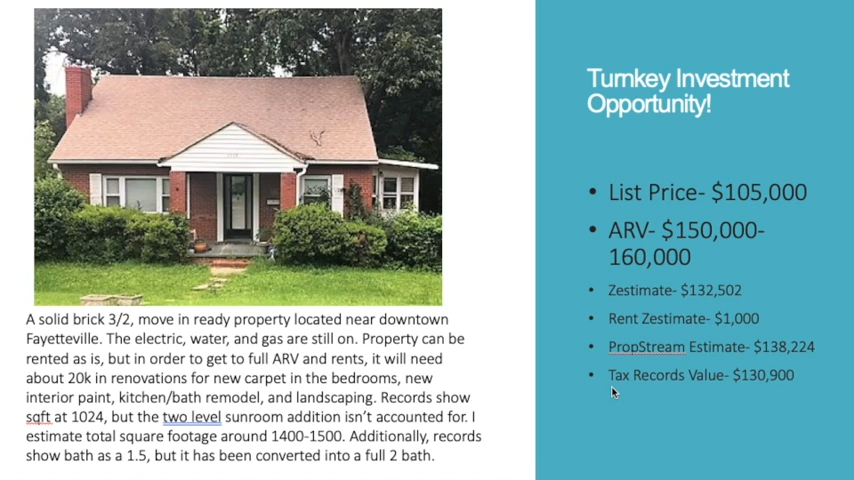 Turnkey Investment
Opportunity!
• List Price- $105,000
• ARV- $150,000-
160,000
• Zestimate- $132,502
• Rent Zestimate- $1,000
• PropStream Estimate- $138,224
• Tax Records Value- $130,900
A solid brick 3/2, move in ready property located near downtown
Fayetteville. The electric, water, and gas are still on. Property can be
rented as is, but in order to get to full ARV and rents, it will need
about 20k in renovations for new carpet in the bedrooms, new
interior paint, kitchen/bath remodel, and landscaping. Records show
sqft at 1024, but the two level sunroom addition isn't accounted for. I
estimate total square footage around 1400-1500. Additionally, records
show bath as a 1.5, but it has been converted into a full 2 bath.